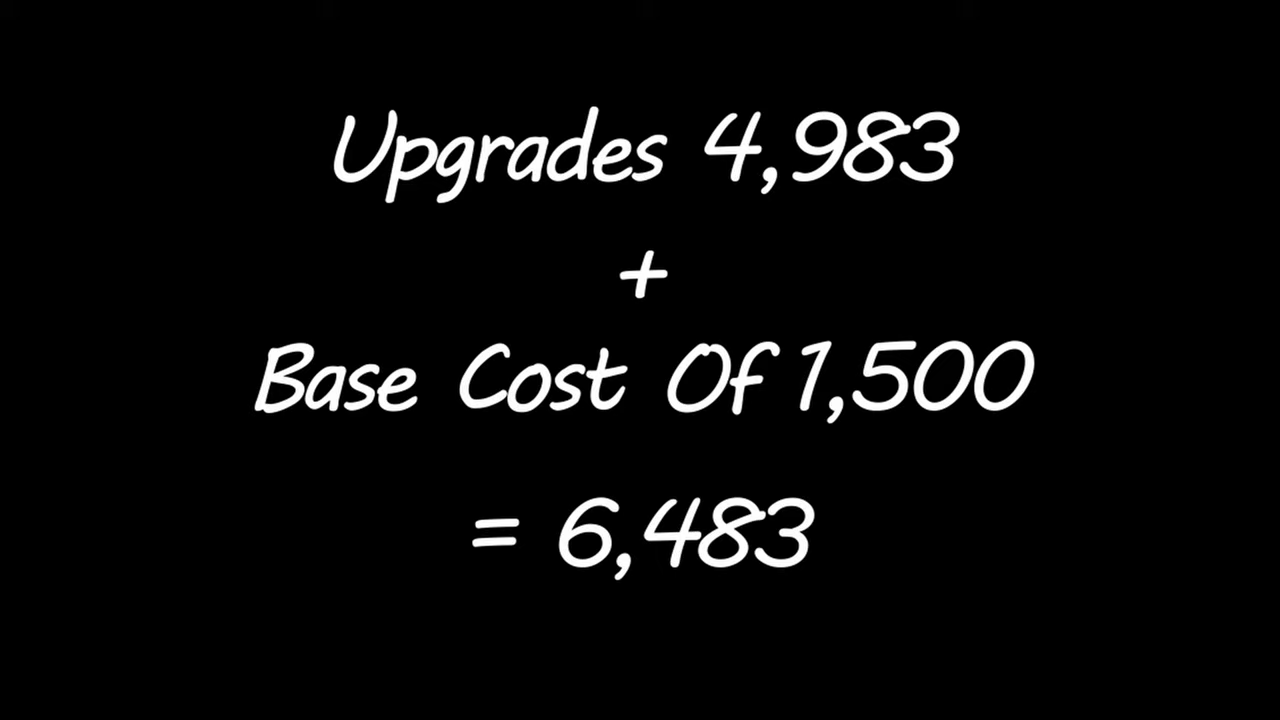 Upgrades 4,983
+
Base Cost Of 1,500
= 6,483